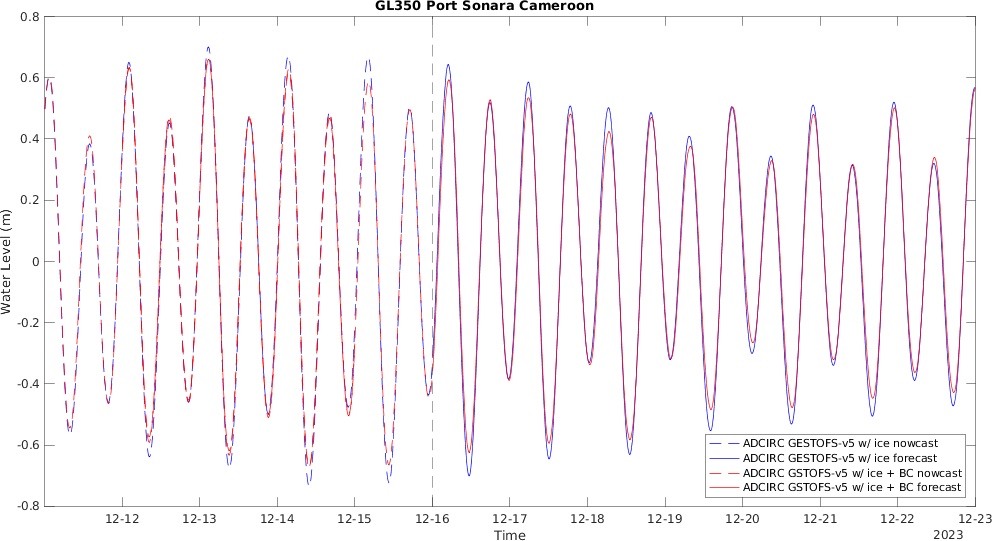 GL350 Port Sonara Cameroon
0.8
0.6
0.4
0.2
0
-0.2
-0.4
-0.6
-0.8
Water Level (m)
ADCIRC GESTOFS-v5 w/ ice nowcast
ADCIRC GESTOFS-v5 w/ ice forecast
ADCIRC GSTOFS-v5 w/ ice + BC nowcast
ADCIRC GSTOFS-v5 w/ ice + BC forecast
12-12 12-13 12-14 12-15 12-16 12-17 12-18 12-19 12-20 12-21 12-22 12-23
Time
2023